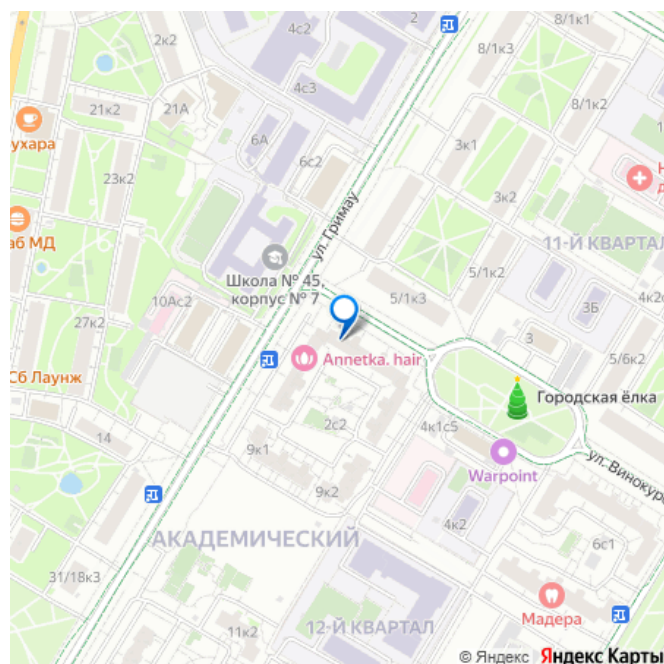 2
4с2
2к2
8/1к3
4с3
8/1к2
21к2
21А
ухара
6А
3к1
6с2
23к2
3к2
ул. Гримау
аб МД
11-Й КВАРТАЛ
Школа № 45,
корпус № 7
5/1к2
10Ас2
5/1к3
3Б
27к2
3
Annetka. hair
5/6к2
Сб Лаунж
Городская ёлка
2с2
4к1с5
14
9к1
ул. Винокур
Warpoint
9к2
4к2
АКАДЕМИЧЕСКИЙ
6с1
31/18к3
Мадера
12-Й КВАРТАЛ
11к2
© Яндекс Яндекс Карты